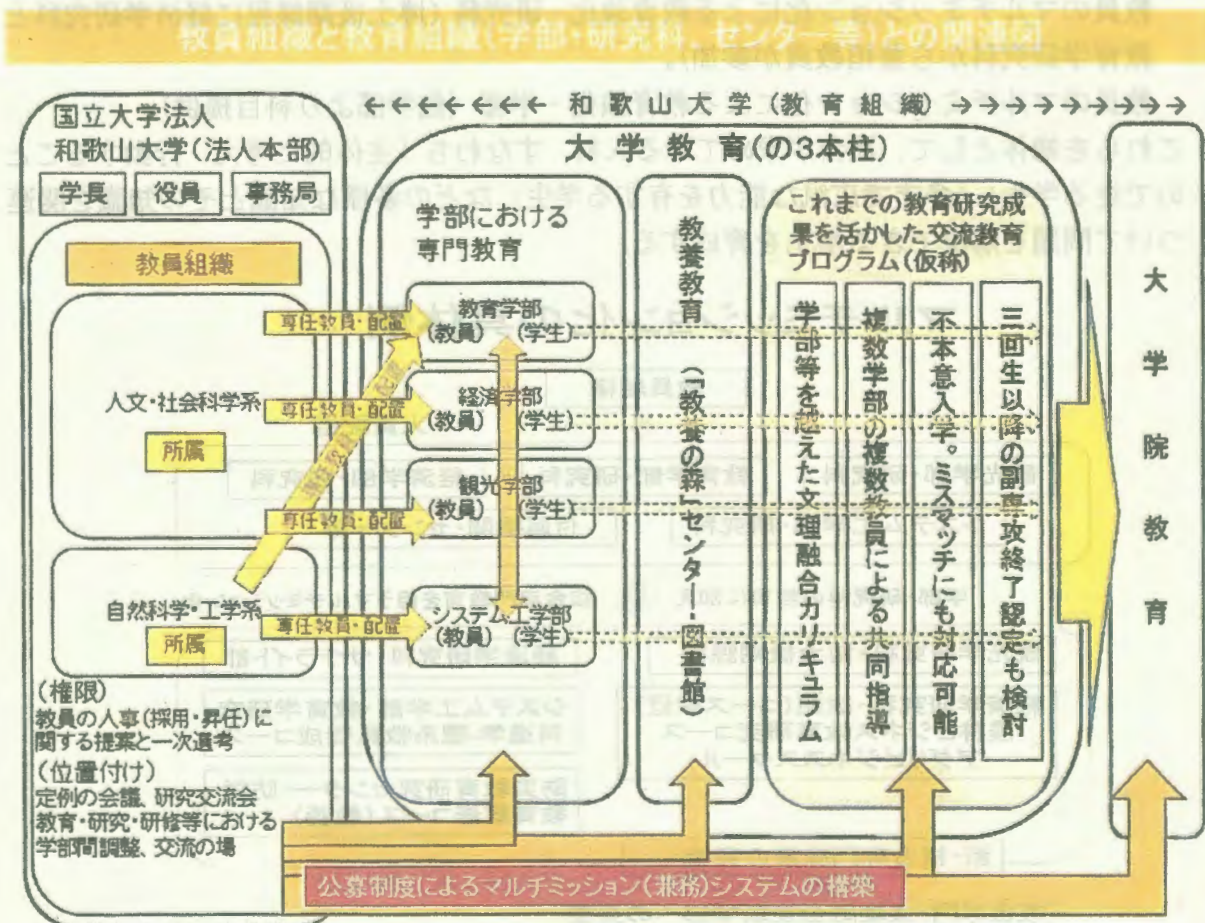 教員組織と教育組織(学部・研究科、センター等)との関連図
国立大学法人
和歌山大学(法人本部)
学長
役員
事務局
教員組織
人文・社会科学系
所属
自然科学・工学系
所属
(権限)
教員の人事(採用・昇任)に
関する提案と一次選考
(位置付け)
定例の会議、研究交流会
教育・研究・研修等における
学部間調整、交流の場
←←←←←← 和歌山大学(教育組織) →→→→→→→→→
大学教育(の3本柱)
学部における
専門教育
専任教員・配置
教育学部
(教員) (学生)
専任教員・配置
経済学部
(教員) (学生)
専任教員・配置
専任教員・配置
観光学部
(教員) (学生)
専任教員・配置
システム工学部
(教員) (学生)
教養教育 (「教養の森」センター・図書館)
これまでの教育研究成
果を活かした交流教育
プログラム(仮称)
三回生以降の副専攻終了認定も検討
不本意入学。ミスマッチにも対応可能
複数学部の複数教員による共同指導
学部等を越えた文理融合カリキュラム
大学院教育
公募制度によるマルチミッション(兼務)システムの構築